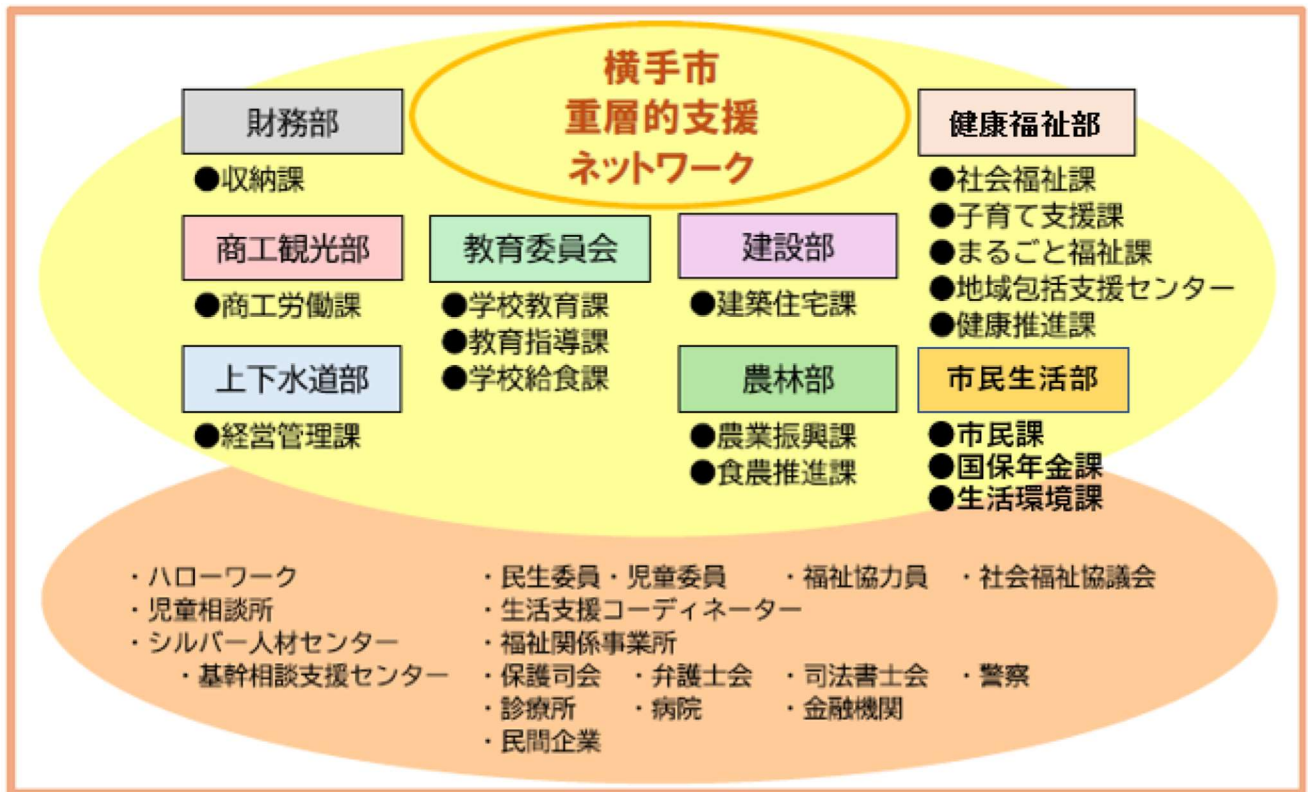 横手市
重層的支援
ネットワーク
財務部
●収納課
商工観光部
●商工労働課
上下水道部
●経営管理課
教育委員会
●学校教育課
●教育指導課
●学校給食課
建設部
●建築住宅課
農林部
●農業振興課
●食農推進課
健康福祉部
●社会福祉課
●子育て支援課
●まるごと福祉課
●地域包括支援センター
●健康推進課
市民生活部
●市民課
●国保年金課
●生活環境課
・ハローワーク
・児童相談所
・シルバー人材センター
・基幹相談支援センター
・民生委員・児童委員 ・福祉協力員 ・社会福祉協議会
・生活支援コーディネーター
・福祉関係事業所
・保護司会 ・弁護士会 ・司法書士会 ・警察
・診療所 ・病院 ・金融機関
・民間企業